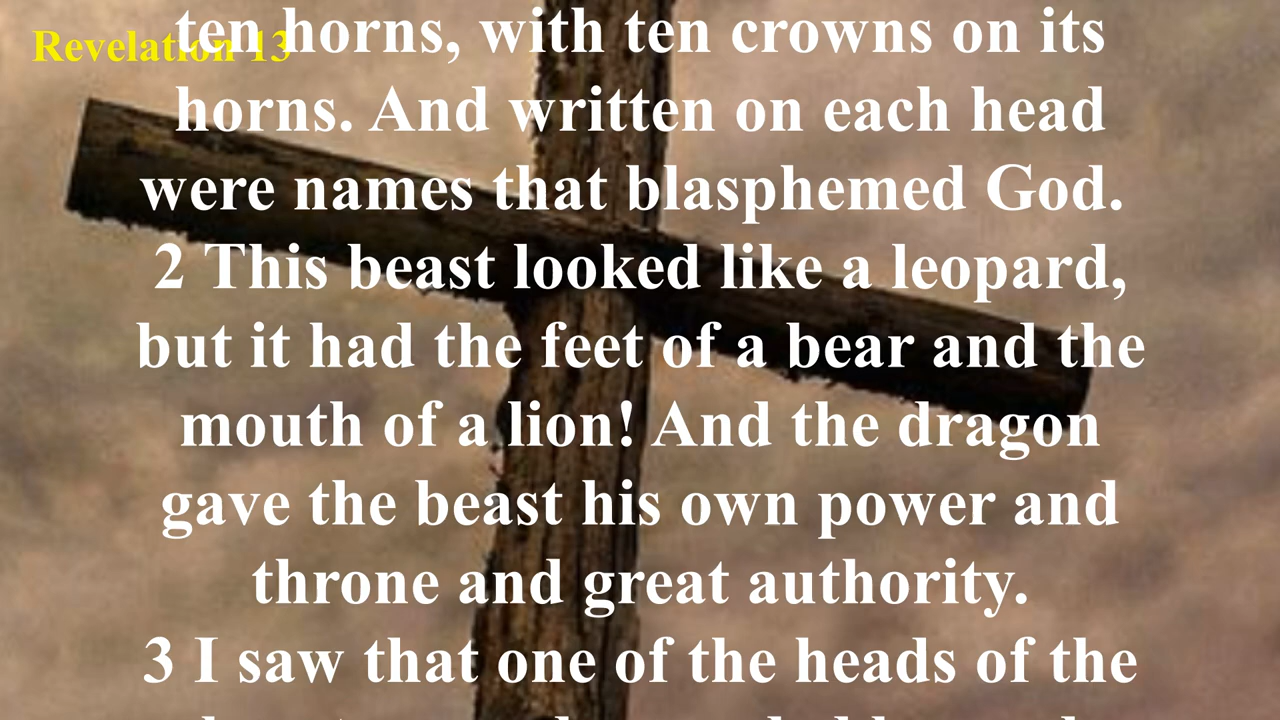 Revelation 13
ten horns, with ten crowns on its
horns. And written on each head
were names that blasphemed God.
2 This beast looked like a leopard,
but it had the feet of a bear and the
mouth of a lion! And the dragon
gave the beast his own power and
throne and great authority.
3 I saw that one of the heads of the